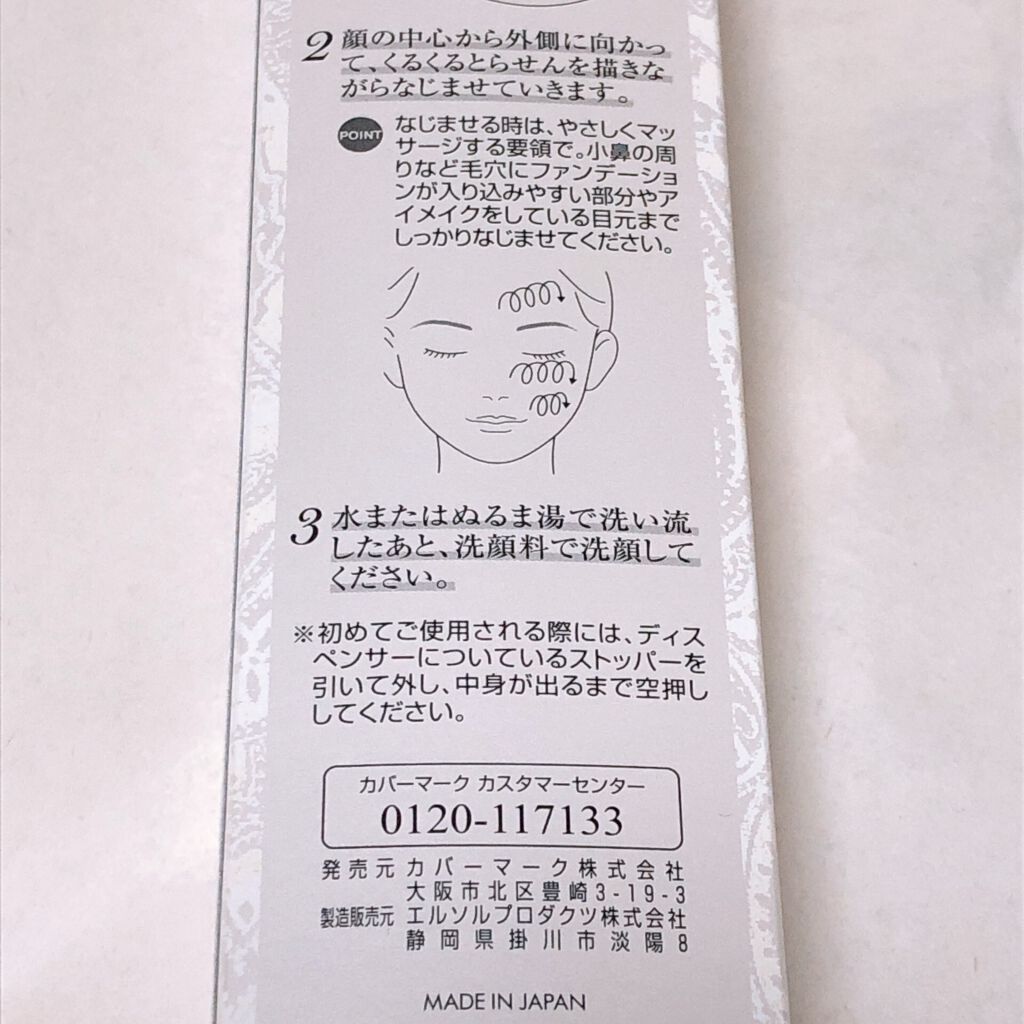 2 顔の中心から外側に向かっ
て、くるくるとらせんを描きな
がらなじませていきます。
POINT なじませる時は、やさしくマッ
サージする要領で。小鼻の周
りなど毛穴にファンデーショ
ンが入り込みやすい部分やア
イメイクをしている目元まで
しっかりなじませてください。
3 水またはぬるま湯で洗い流
したあと、洗顔料で洗顔して
ください。
※初めてご使用される際には、ディス
ペンサーについているストッパーを
引いて外し、中身が出るまで空押し
してください。
カバーマーク カスタマーセンター
0120-117133
発売元 カバーマーク株式会社
大阪市北区豊崎3-19-3
製造販売元 エルソルプロダクツ株式会社
静岡県掛川市淡陽8
MADE IN JAPAN